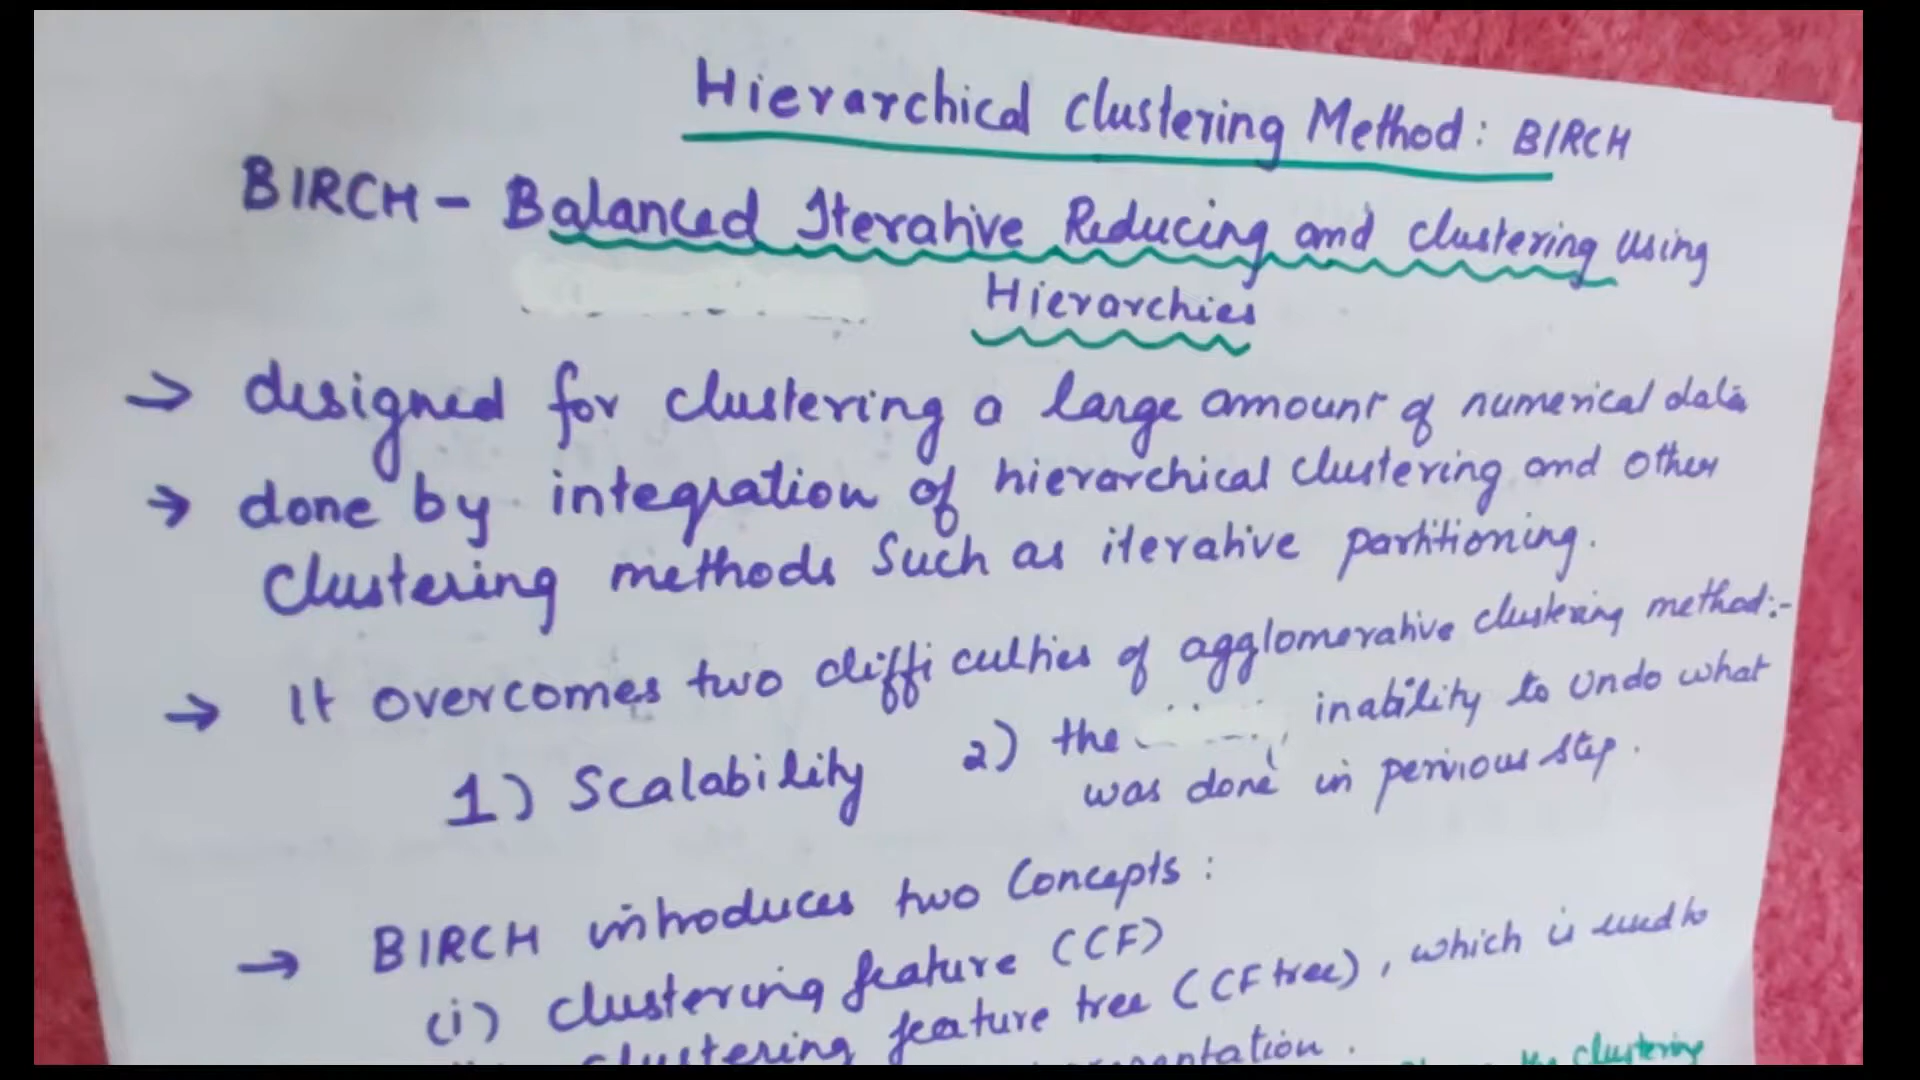 Hierarchical Clustering Method: BIRCH
BIRCH - Balanced Iterative Reducing and clustering using
Hierarchies
→ designed for clustering a large amount of numerical data
→ done by integration of hierarchical clustering and other
clustering methods such as iterative partitioning.
→ It overcomes two difficulties of agglomerative clustering method:-
1) Scalability 2) the inability to undo what
was done in pervious step.
→ BIRCH introduces two concepts:
(i) clustering feature (CF)
clustering feature tree (CF tree), which is used to
the clustering